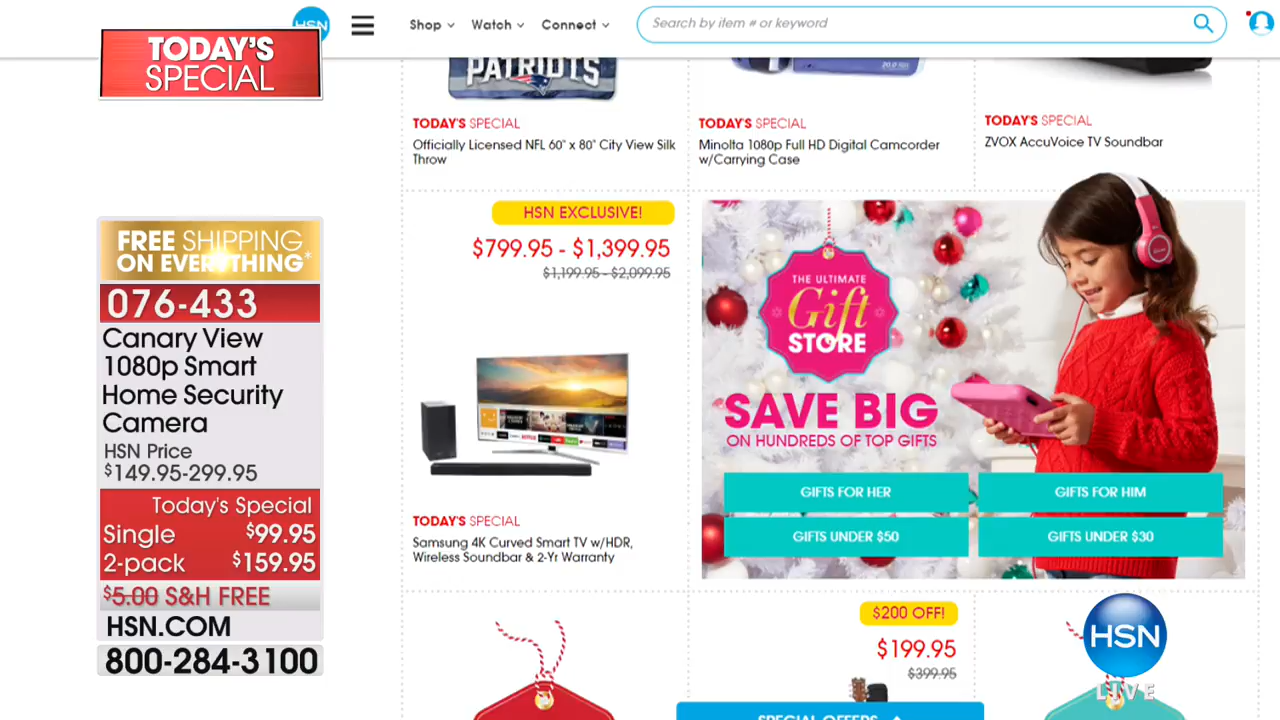 HSN
Shop
Watch
Connect
Search by item # or keyword
TODAY'S
SPECIAL
PATRIOTS
TODAY'S SPECIAL
Officially Licensed NFL 60" x 80" City View Silk
Throw
TODAY'S SPECIAL
Minolta 1080p Full HD Digital Camcorder
w/Carrying Case
TODAY'S SPECIAL
ZVOX AccuVoice TV Soundbar
FREE SHIPPING
ON EVERYTHING*
076-433
Canary View
1080p Smart
Home Security
Camera
HSN Price
$149.95-299.95
Today's Special
Single $99.95
2-pack $159.95
$5.00 S&H FREE
HSN.COM
800-284-3100
HSN EXCLUSIVE!
$799.95 - $1,399.95
$1,199.95 - $2,099.95
TODAY'S SPECIAL
Samsung 4K Curved Smart TV w/HDR,
Wireless Soundbar & 2-Yr Warranty
THE ULTIMATE
Gift
STORE
SAVE BIG
ON HUNDREDS OF TOP GIFTS
GIFTS FOR HER
GIFTS FOR HIM
GIFTS UNDER $50
GIFTS UNDER $30
$200 OFF!
$199.95
$399.95
SPECIAL OFFERS
HSN
LIVE